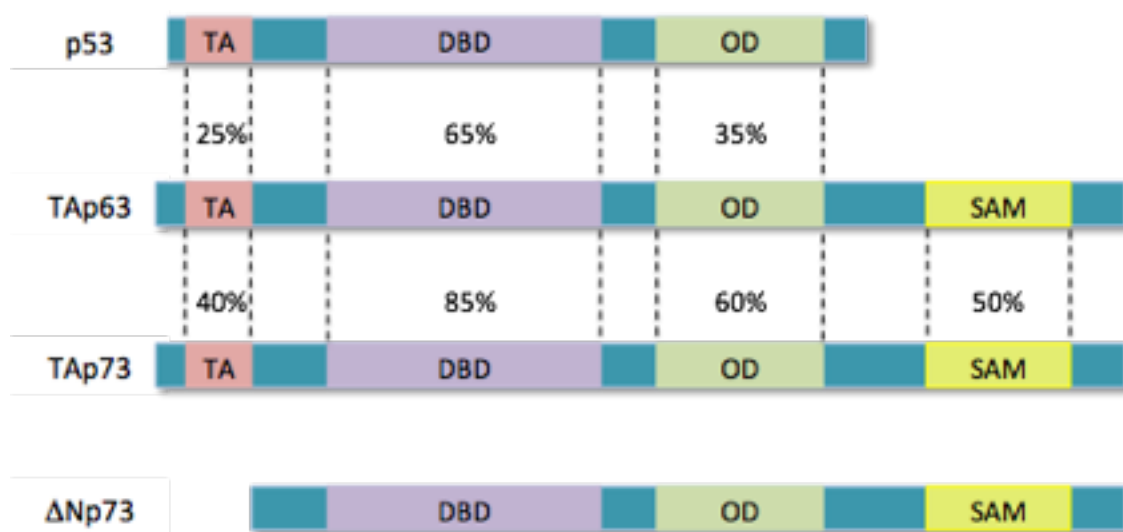 p53 TA DBD OD
25% 65% 35%
TAp63 TA DBD OD SAM
40% 85% 60% 50%
TAp73 TA DBD OD SAM
ΔNp73 DBD OD SAM